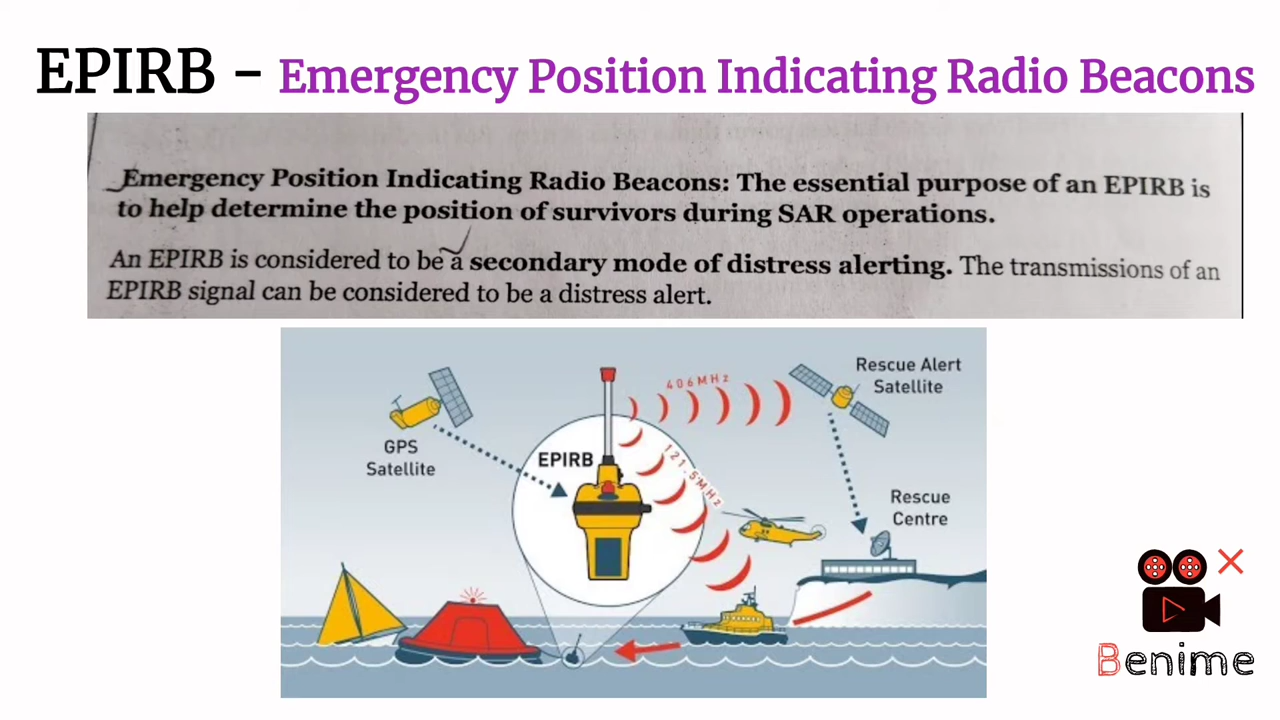 EPIRB - Emergency Position Indicating Radio Beacons
Emergency Position Indicating Radio Beacons: The essential purpose of an EPIRB is
to help determine the position of survivors during SAR operations.
An EPIRB is considered to be a secondary mode of distress alerting. The transmissions of an
EPIRB signal can be considered to be a distress alert.
GPS
Satellite
EPIRB
406MHz
121.5MHz
Rescue Alert
Satellite
Rescue
Centre
Benime